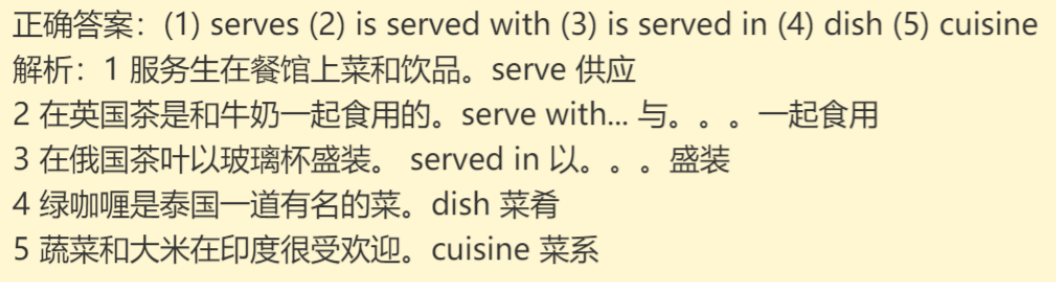 正确答案：(1) serves (2) is served with (3) is served in (4) dish (5) cuisine
解析：1 服务生在餐馆上菜和饮品。serve 供应
2 在英国茶是和牛奶一起食用的。serve with... 与。。。一起食用
3 在俄国茶叶以玻璃杯盛装。 served in 以。。。盛装
4 绿咖喱是泰国一道有名的菜。dish 菜肴
5 蔬菜和大米在印度很受欢迎。cuisine 菜系